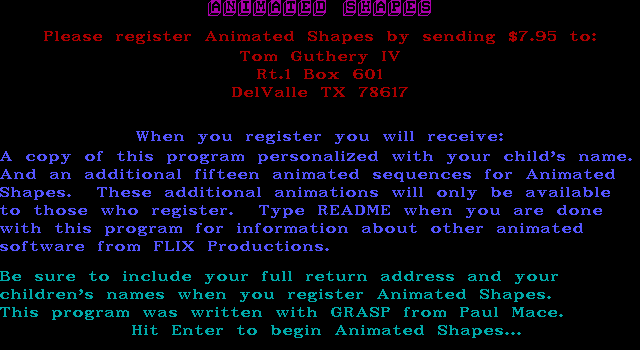 ANIMATED SHAPES
Please register Animated Shapes by sending $7.95 to:
Tom Guthery IV
Rt.1 Box 601
DelValle TX 78617
When you register you will receive:
A copy of this program personalized with your child's name.
And an additional fifteen animated sequences for Animated
Shapes. These additional animations will only be available
to those who register. Type README when you are done
with this program for information about other animated
software from FLIX Productions.
Be sure to include your full return address and your
children's names when you register Animated Shapes.
This program was written with GRASP from Paul Mace.
Hit Enter to begin Animated Shapes...